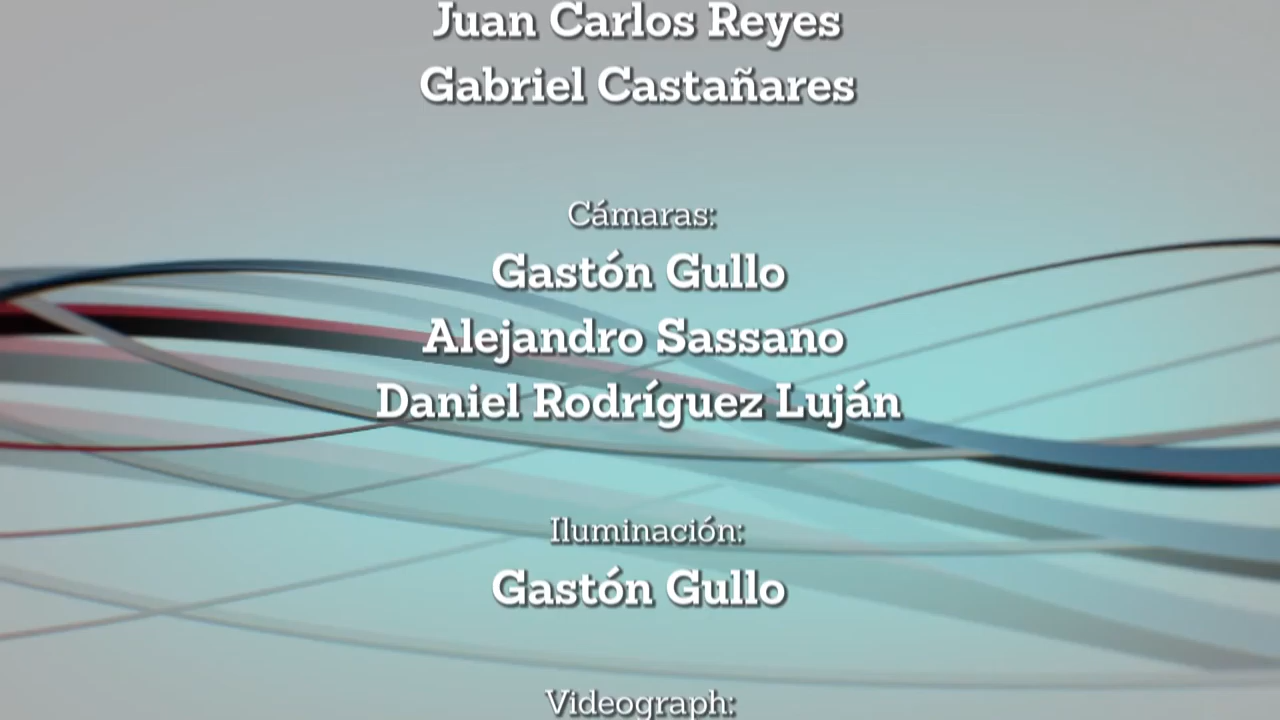 Juan Carlos Reyes
Gabriel Castañares
Cámaras:
Gastón Gullo
Alejandro Sassano
Daniel Rodríguez Luján
Iluminación:
Gastón Gullo
Videograph: